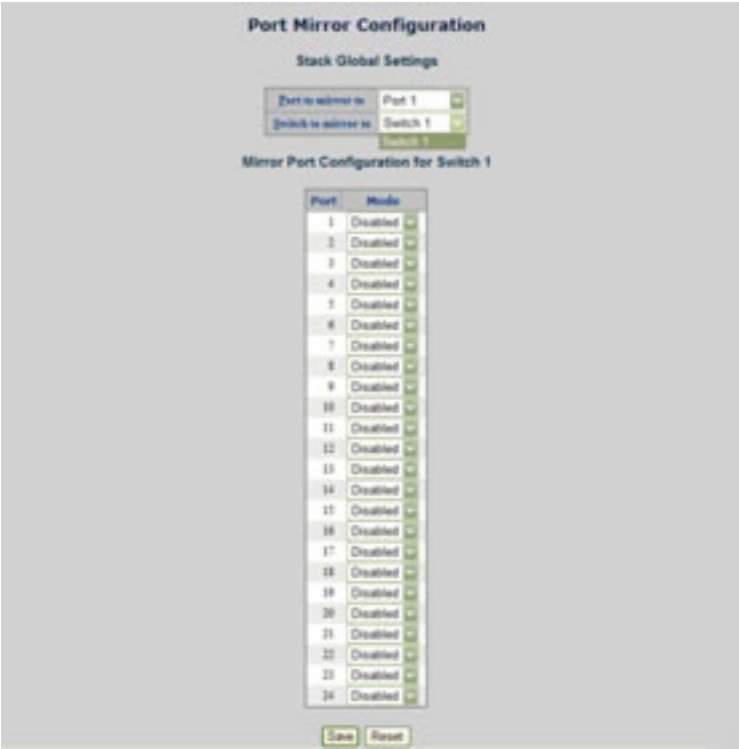 Port Mirror Configuration
Stack Global Settings
Port to mirror to Port 1
Switch to mirror to Switch 1
Switch 1
Mirror Port Configuration for Switch 1
Port Mode
1 Disabled
2 Disabled
3 Disabled
4 Disabled
5 Disabled
6 Disabled
7 Disabled
8 Disabled
9 Disabled
10 Disabled
11 Disabled
12 Disabled
13 Disabled
14 Disabled
15 Disabled
16 Disabled
17 Disabled
18 Disabled
19 Disabled
20 Disabled
21 Disabled
22 Disabled
23 Disabled
24 Disabled
Save Reset